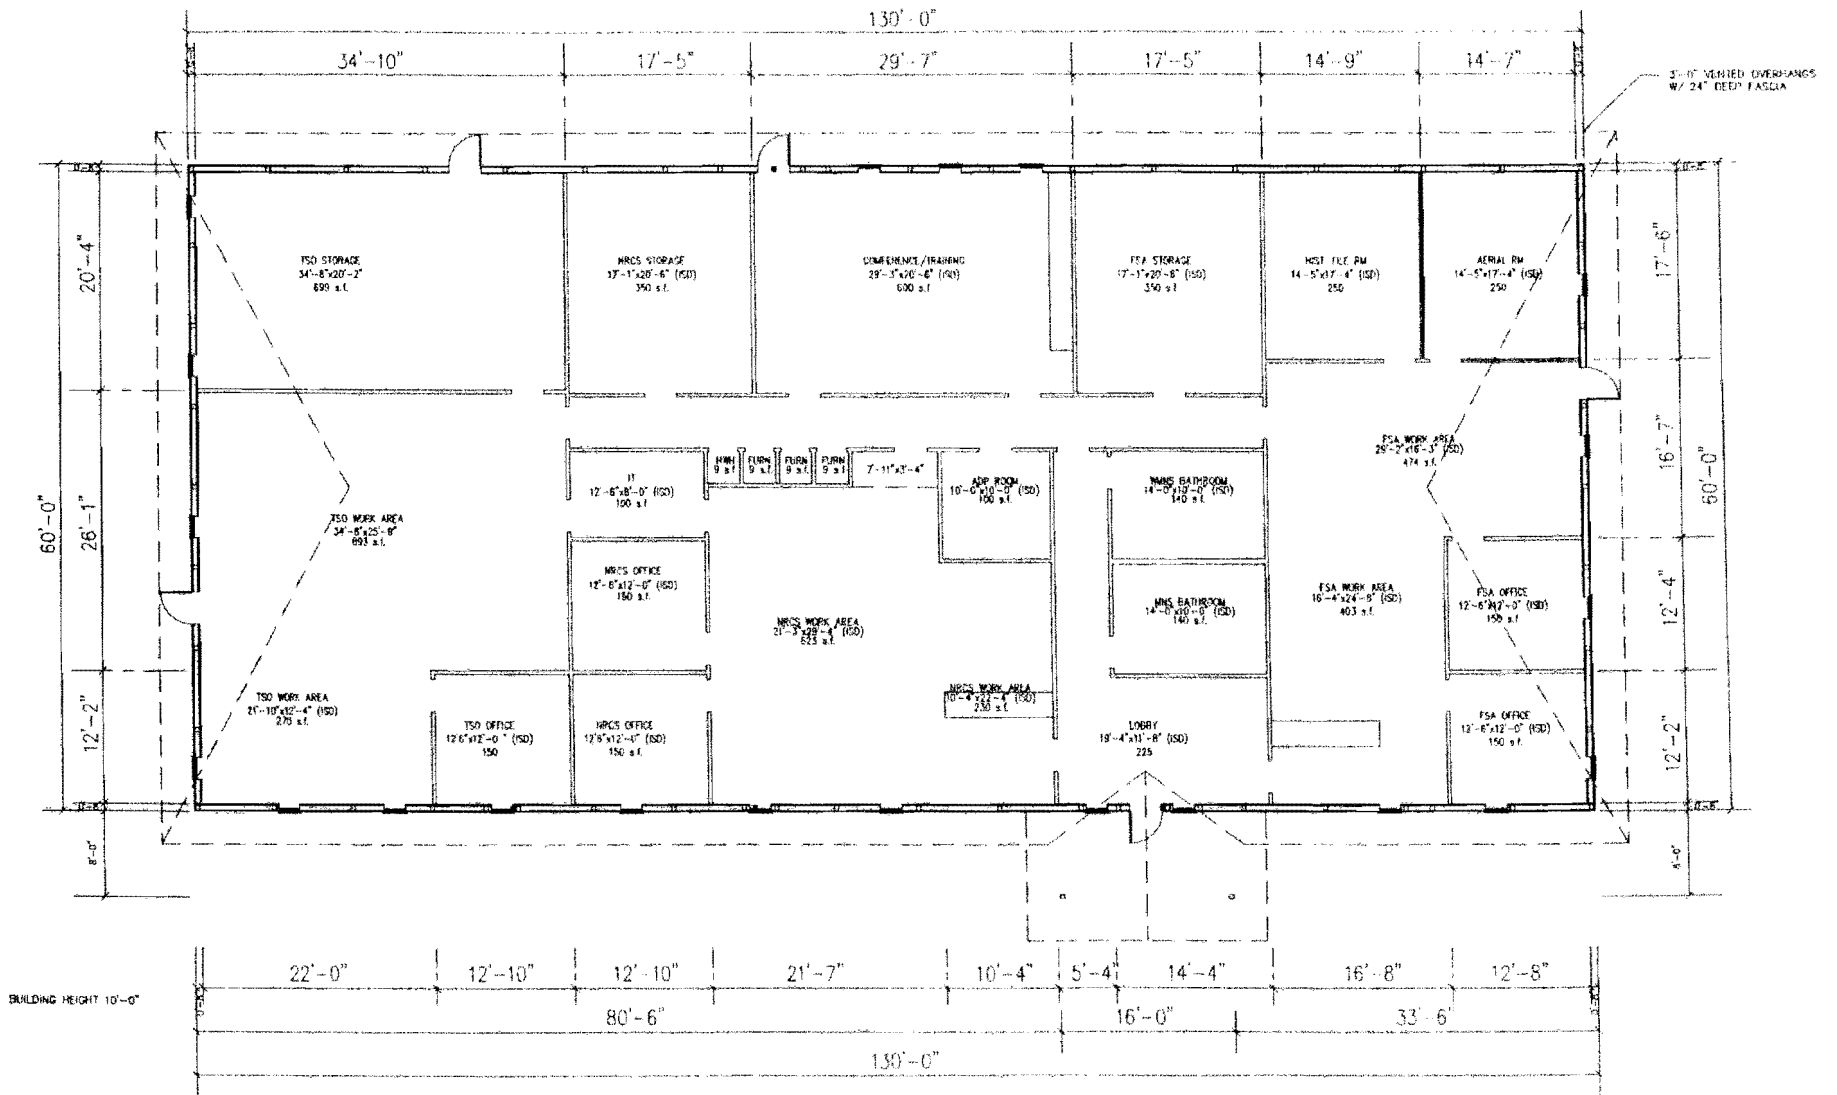 130'-0"
34'-10" 17'-5" 29'-7" 17'-5" 14'-9" 14'-7"
3'-0" VENTED OVERHANGS
W/ 24" DEEP FASCIA
20'-4"
26'-1"
12'-2"
60'-0"
8'-0"
17'-6"
16'-7"
12'-4"
12'-2"
60'-0"
8'-0"
TSO STORAGE
34'-8"x20'-2"
699 s.f.
NRCS STORAGE
17'-1"x20'-6" (ISD)
350 s.f.
CONFERENCE/TRAINING
29'-3"x20'-6" (ISD)
600 s.f.
FSA STORAGE
17'-1"x20'-6" (ISD)
350 s.f.
HIST FILE RM
14'-5"x17'-4" (ISD)
250
AERIAL RM
14'-5"x17'-4" (ISD)
250
IT
12'-6"x8'-0" (ISD)
100 s.f.
HWH
9 s.f.
FURN
9 s.f.
FURN
9 s.f.
FURN
9 s.f.
7'-11"x3'-4"
ADP ROOM
10'-0"x10'-0" (ISD)
100 s.f.
WMNS BATHROOM
14'-0"x10'-0" (ISD)
140 s.f.
FSA WORK AREA
29'-2"x16'-3" (ISD)
474 s.f.
TSO WORK AREA
34'-8"x25'-9"
893 s.f.
NRCS OFFICE
12'-6"x12'-0" (ISD)
150 s.f.
NRCS WORK AREA
21'-3"x29'-4" (ISD)
623 s.f.
MNS BATHROOM
14'-0"x10'-0" (ISD)
140 s.f.
FSA WORK AREA
16'-4"x24'-8" (ISD)
403 s.f.
FSA OFFICE
12'-6"x12'-0" (ISD)
150 s.f.
TSO WORK AREA
21'-10"x12'-4" (ISD)
270 s.f.
TSO OFFICE
12'6"x12'-0" (ISD)
150
NRCS OFFICE
12'6"x12'-0" (ISD)
150 s.f.
NRCS WORK AREA
10'-4"x22'-4" (ISD)
230 s.f.
LOBBY
19'-4"x11'-8" (ISD)
225
FSA OFFICE
12'-6"x12'-0" (ISD)
150 s.f.
22'-0" 12'-10" 12'-10" 21'-7" 10'-4" 5'-4" 14'-4" 16'-8" 12'-8"
BUILDING HEIGHT 10'-0"
80'-6" 16'-0" 33'-6"
130'-0"